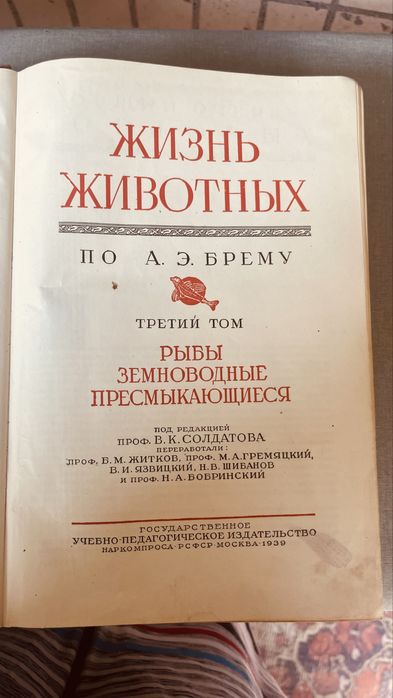 ЖИЗНЬ
ЖИВОТНЫХ
ПО А. Э. БРЕМУ
ТРЕТИЙ ТОМ
РЫБЫ
ЗЕМНОВОДНЫЕ
ПРЕСМЫКАЮЩИЕСЯ
ПОД РЕДАКЦИЕЙ
ПРОФ. В. К. СОЛДАТОВА
ПЕРЕРАБОТАЛИ:
ПРОФ. Б. М. ЖИТКОВ, ПРОФ. М. А. ГРЕМЯЦКИЙ,
В. И. ЯЗВИЦКИЙ, Н. В. ШИБАНОВ
И ПРОФ. Н. А. БОБРИНСКИЙ
ГОСУДАРСТВЕННОЕ
УЧЕБНО-ПЕДАГОГИЧЕСКОЕ ИЗДАТЕЛЬСТВО
НАРКОМПРОСА·РСФСР·МОСКВА·1939